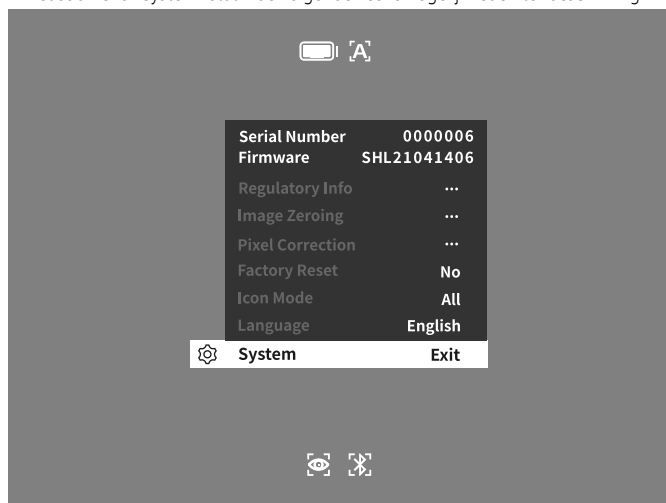 [A]
Serial Number 0000006
Firmware SHL21041406
Regulatory Info ...
Image Zeroing ...
Pixel Correction ...
Factory Reset No
Icon Mode All
Language English
System Exit